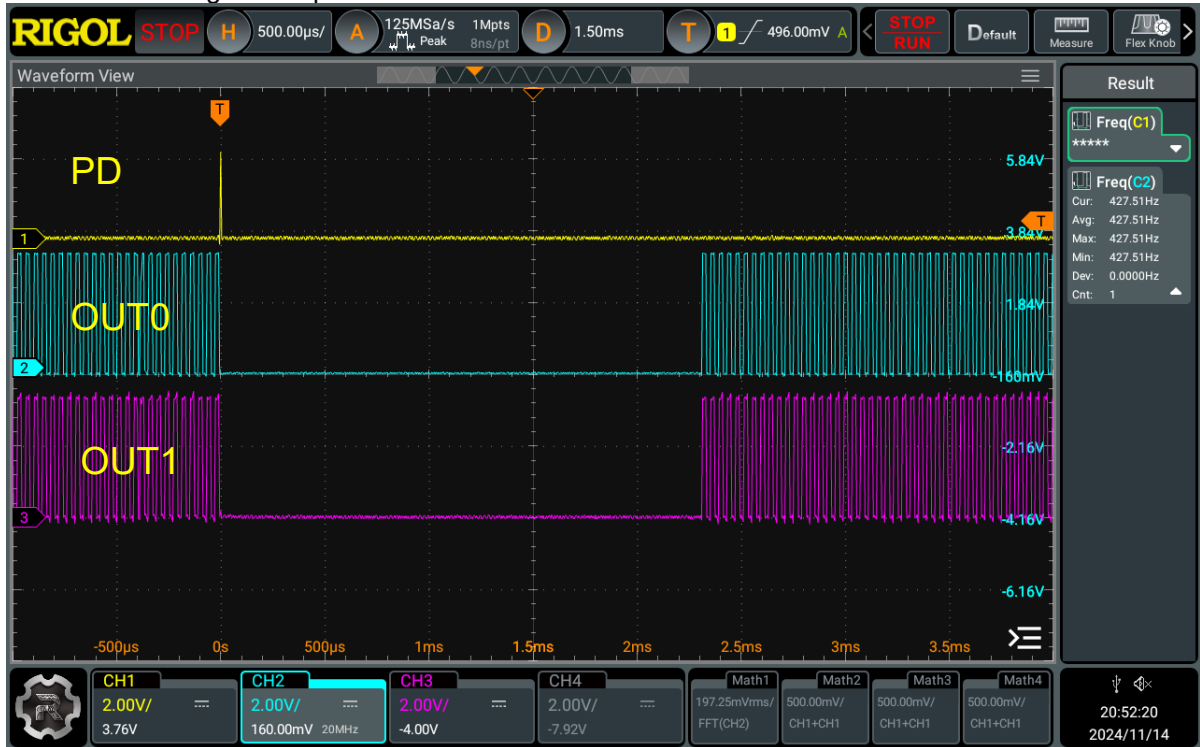 RIGOL STOP H 500.00µs/ A 125MSa/s 1Mpts D 1.50ms T 1 496.00mV A < STOP Default Measure Flex Knob >
Peak 8ns/pt RUN
Waveform View
Result
T
Freq(C1)
*****
PD
5.84V
Freq(C2)
Cur: 427.51Hz
Avg: 427.51Hz
Max: 427.51Hz
Min: 427.51Hz
Dev: 0.0000Hz
Cnt: 1
T
1
3.84V
OUT0
1.84V
2
-160mV
OUT1
-2.16V
3
-4.16V
-6.16V
-500µs 0s 500µs 1ms 1.5ms 2ms 2.5ms 3ms 3.5ms
CH1 CH2 CH3 CH4 Math1 Math2 Math3 Math4
2.00V/ 2.00V/ 2.00V/ 2.00V/ 197.25mVrms/ 500.00mV/ 500.00mV/ 500.00mV/
3.76V 160.00mV 20MHz -4.00V -7.92V FFT(CH2) CH1+CH1 CH1+CH1 CH1+CH1
20:52:20
2024/11/14